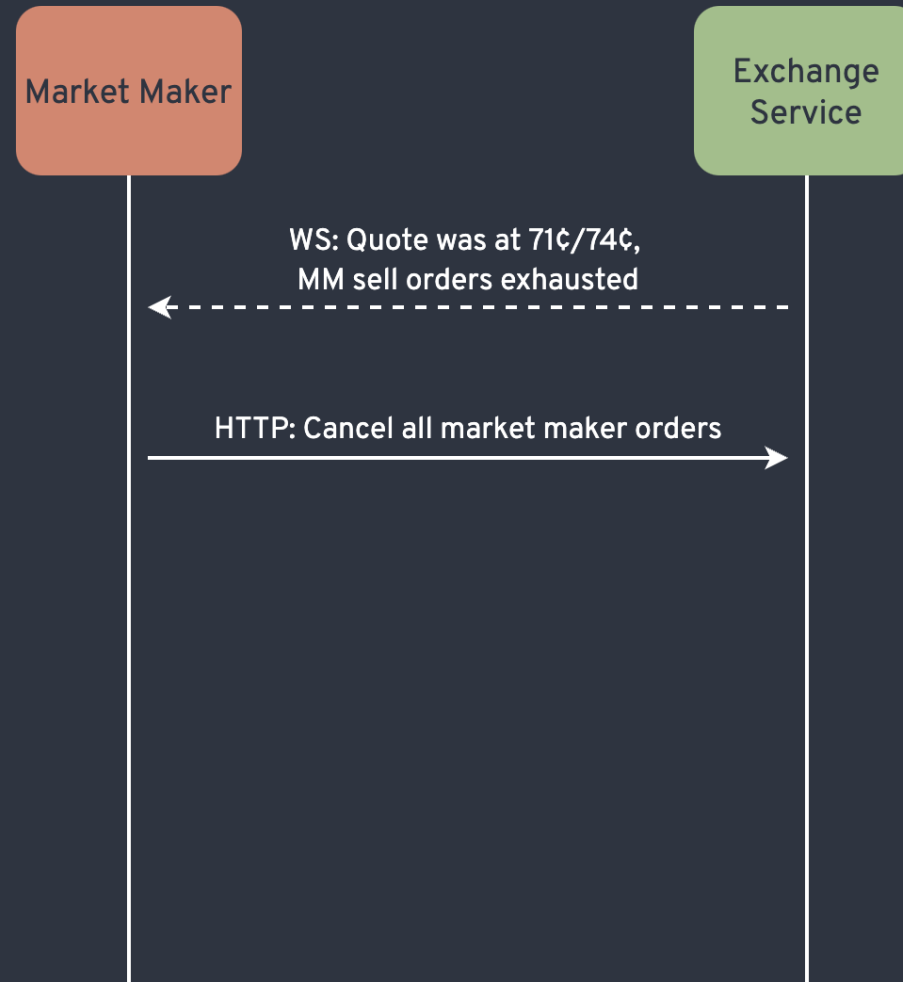 Market Maker
Exchange
Service
WS: Quote was at 71¢/74¢,
MM sell orders exhausted
HTTP: Cancel all market maker orders